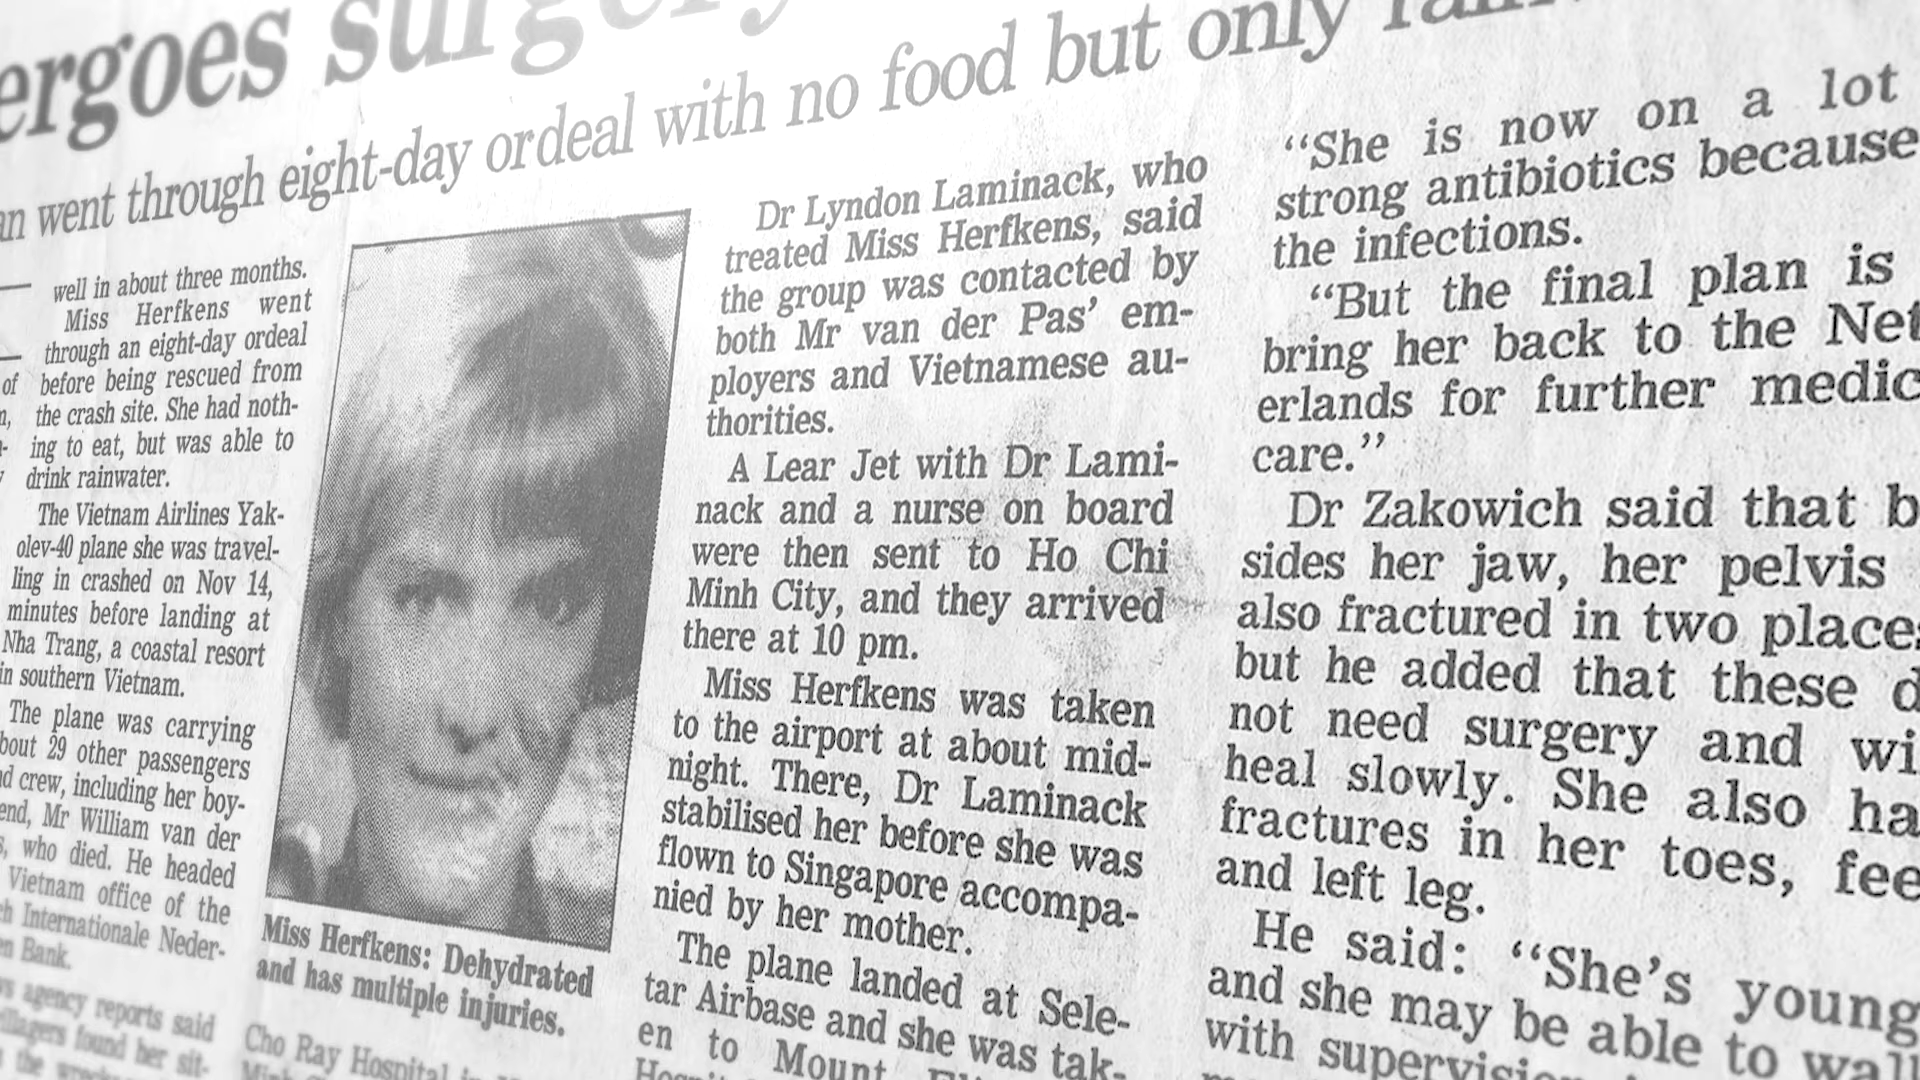 ergoes surgery
an went through eight-day ordeal with no food but only
well in about three months.
Miss Herfkens went
through an eight-day ordeal
of before being rescued from
the crash site. She had noth-
ing to eat, but was able to
drink rainwater.
The Vietnam Airlines Yak-
olev-40 plane she was travel-
ling in crashed on Nov 14,
minutes before landing at
Nha Trang, a coastal resort
in southern Vietnam.
The plane was carrying
bout 29 other passengers
nd crew, including her boy-
end, Mr William van der
s, who died. He headed
Vietnam office of the
ch Internationale Neder-
en Bank.
ws agency reports said
illagers found her sit-
the
Miss Herfkens: Dehydrated
and has multiple injuries.
Cho Ray Hospital in
Dr Lyndon Laminack, who
treated Miss Herfkens, said
the group was contacted by
both Mr van der Pas’ em-
ployers and Vietnamese au-
thorities.
A Lear Jet with Dr Lami-
nack and a nurse on board
were then sent to Ho Chi
Minh City, and they arrived
there at 10 pm.
Miss Herfkens was taken
to the airport at about mid-
night. There, Dr Laminack
stabilised her before she was
flown to Singapore accompa-
nied by her mother.
The plane landed at Sele-
tar Airbase and she was tak-
en to Mount
“She is now on a lot
strong antibiotics because
the infections.
“But the final plan is
bring her back to the Net
erlands for further medic
care.”
Dr Zakowich said that b
sides her jaw, her pelvis
also fractured in two places
but he added that these d
not need surgery and wi
heal slowly. She also ha
fractures in her toes, fee
and left leg.
He said: “She’s young
and she may be able to wal
with supervision